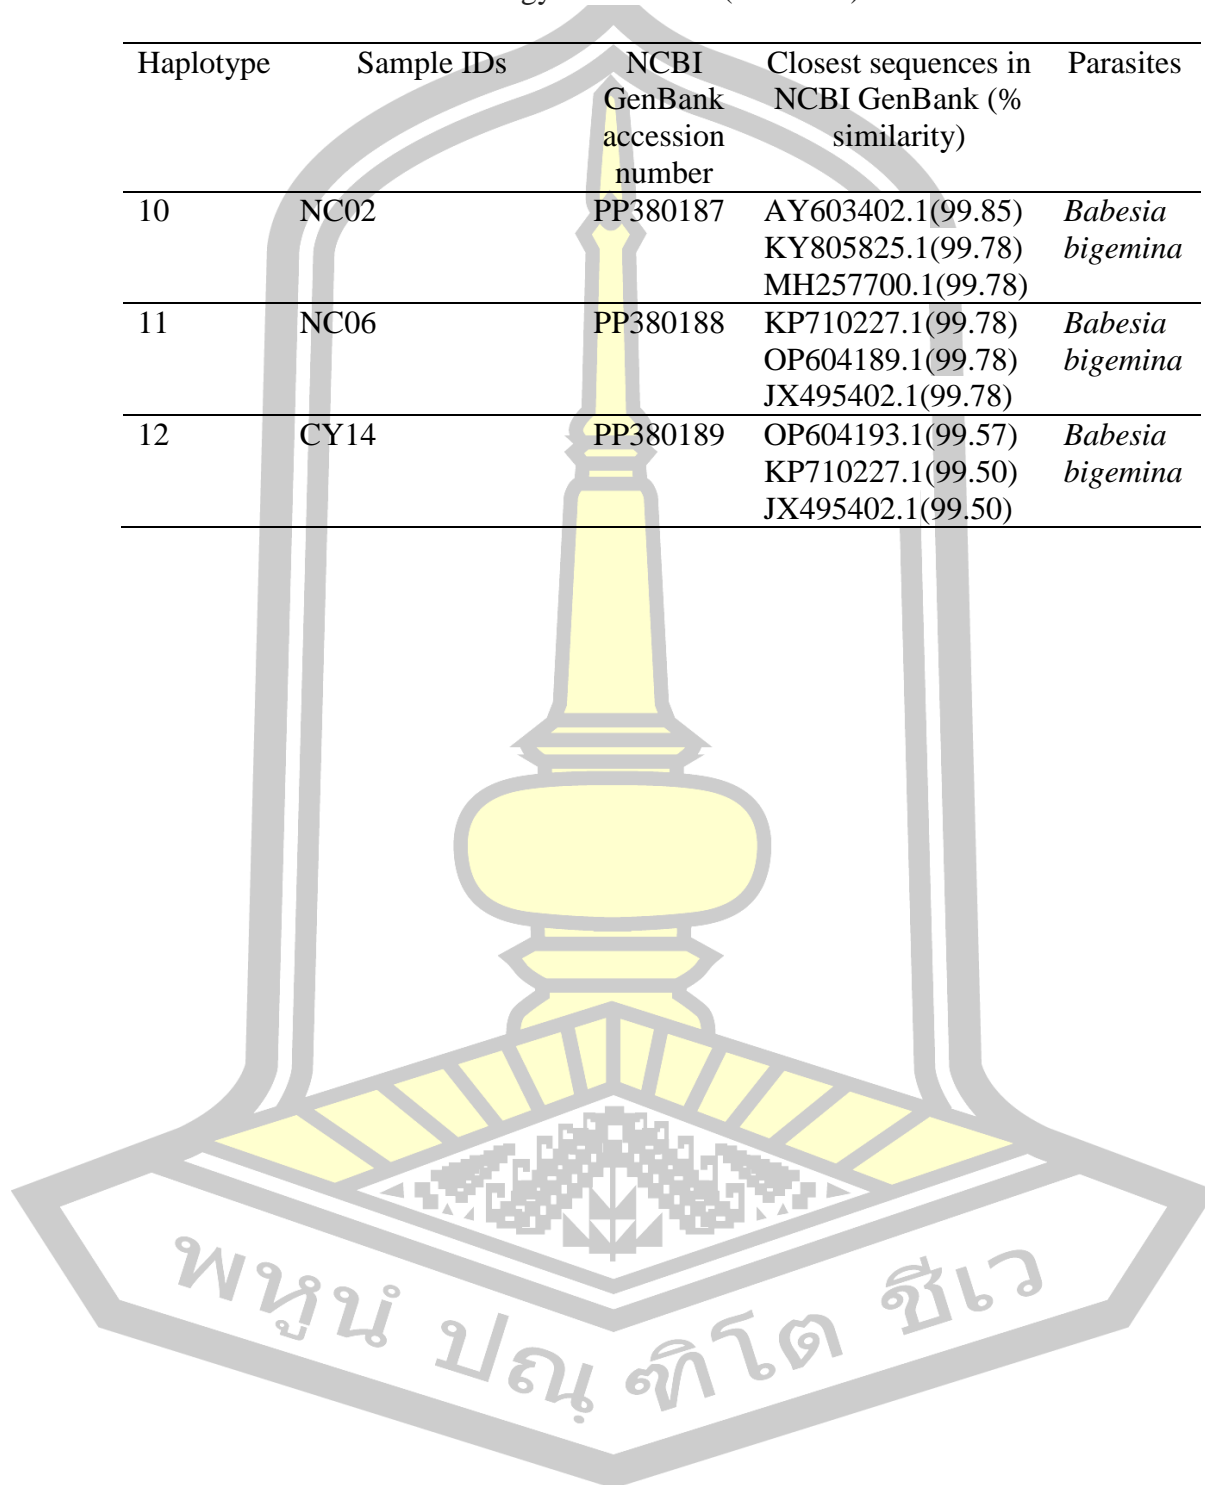 Haplotype Sample IDs NCBI GenBank accession number Closest sequences in NCBI GenBank (% similarity) Parasites
10 NC02 PP380187 AY603402.1(99.85) Babesia
KY805825.1(99.78) bigemina
MH257700.1(99.78)
11 NC06 PP380188 KP710227.1(99.78) Babesia
OP604189.1(99.78) bigemina
JX495402.1(99.78)
12 CY14 PP380189 OP604193.1(99.57) Babesia
KP710227.1(99.50) bigemina
JX495402.1(99.50)
พหูนํ ปณฺฑิโต ชีเว